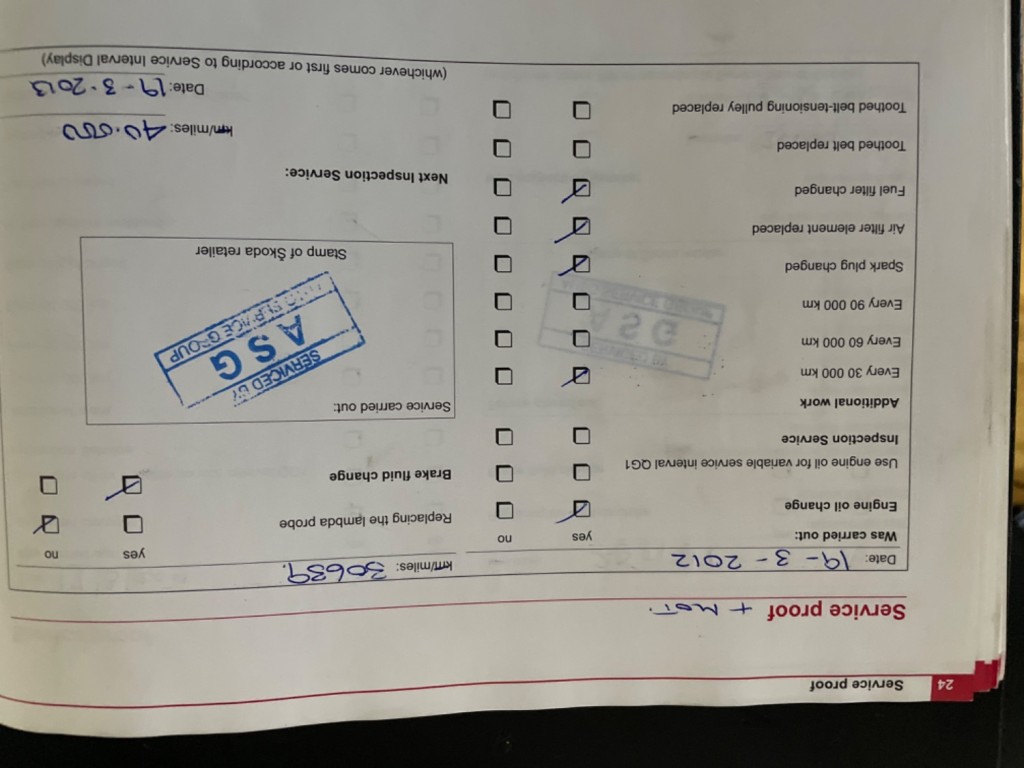 24 Service proof
Service proof + MOT.
Date: 19 - 3 - 2012
km/miles: 30639.
Was carried out: yes no
Engine oil change
Use engine oil for variable service interval QG1
Inspection Service
Additional work
Every 30 000 km
Every 60 000 km
Every 90 000 km
Spark plug changed
Air filter element replaced
Fuel filter changed
Toothed belt replaced
Toothed belt-tensioning pulley replaced
yes no
Replacing the lambda probe
Brake fluid change
Service carried out:
SERVICED BY
ASG
SERVICE GROUP
Stamp of Škoda retailer
Next Inspection Service:
km/miles: 40.000
Date: 19 - 3 - 2013
(whichever comes first or according to Service Interval Display)